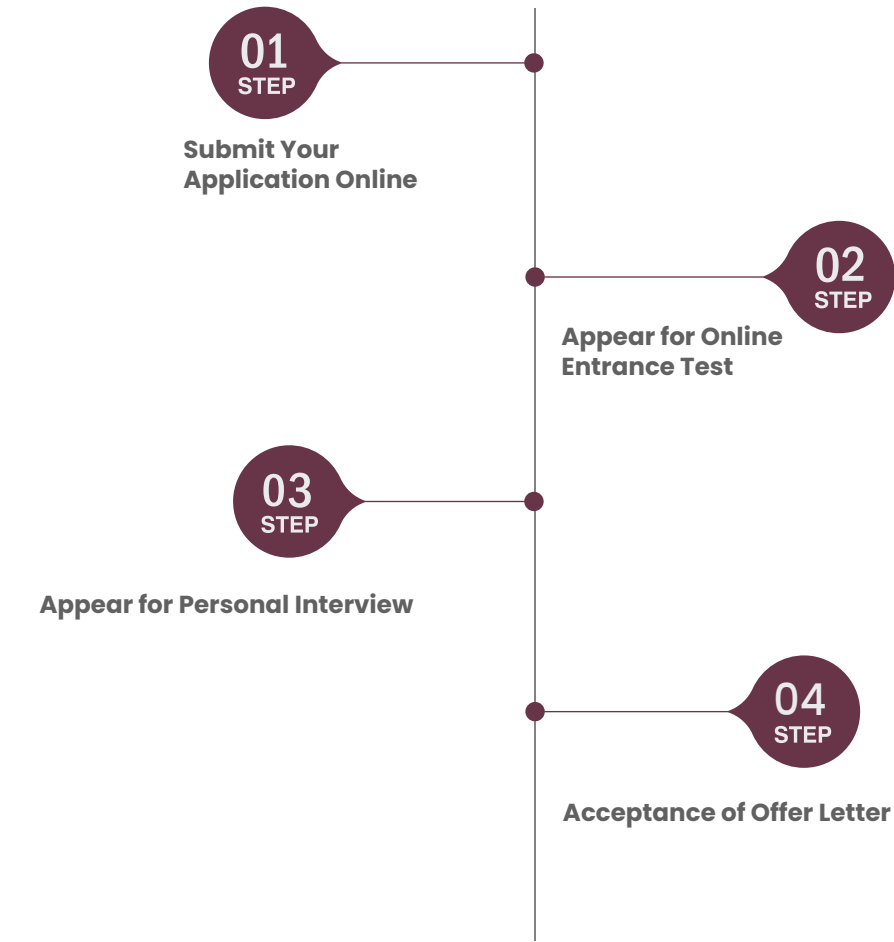 01
STEP
Submit Your
Application Online
02
STEP
Appear for Online
Entrance Test
03
STEP
Appear for Personal Interview
04
STEP
Acceptance of Offer Letter